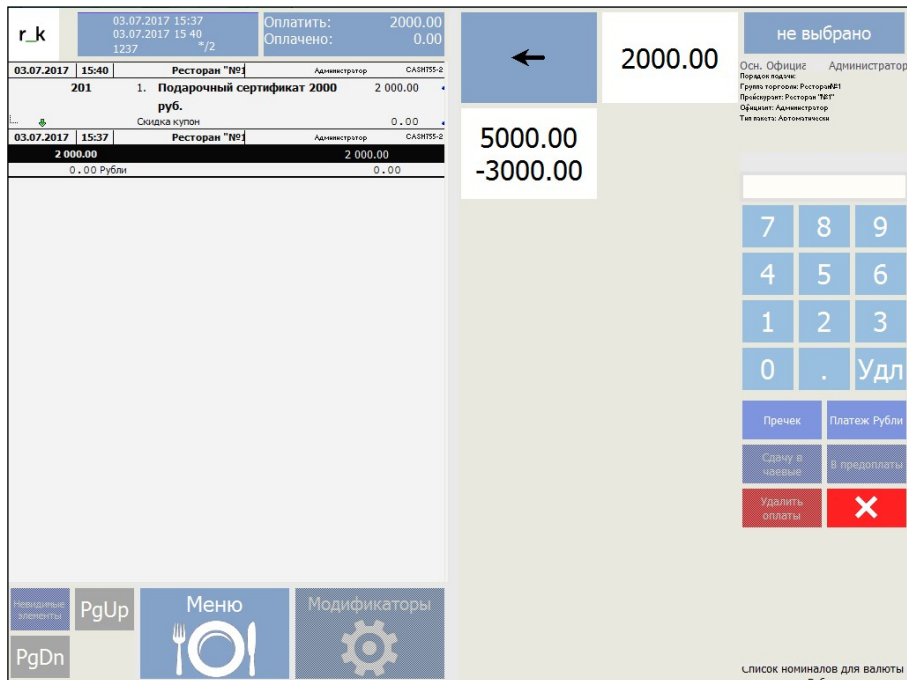 r_k
03.07.2017 15:37
03.07.2017 15 40
1237 */2
Оплатить: 2000.00
Оплачено: 0.00
03.07.2017 15:40 Ресторан "№1 Администратор CASH755-2
201 1. Подарочный сертификат 2000 2 000.00
руб.
Скидка купон 0.00
03.07.2017 15:37 Ресторан "№1 Администратор CASH755-2
2 000.00 2 000.00
0.00 Рубли 0.00
Невидимые
элементы
PgUp
PgDn
Меню
Модификаторы
2000.00
5000.00
-3000.00
не выбрано
Осн. Официа Администратор
Порядок подачи:
Группа торговои: Ресторан№1
Прейскурант: Ресторан "№1"
Официант: Администратор
Тип пакета: Автоматически
7 8 9
4 5 6
1 2 3
0 . Удл
Пречек
Платеж Рубли
Сдачу в
чаевые
В предоплаты
Удалить
оплаты
Список номиналов для валюты